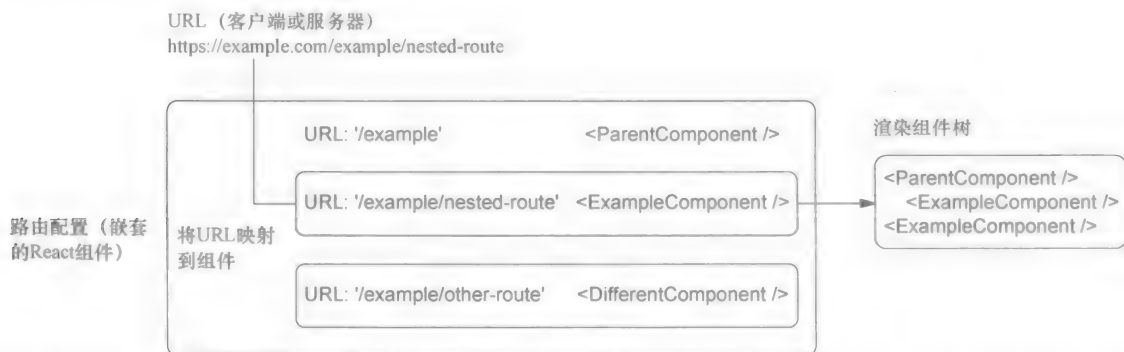 URL（客户端或服务器）
https://example.com/example/nested-route
URL: '/example' <ParentComponent />
渲染组件树
<ParentComponent />
URL: '/example/nested-route' <ExampleComponent />
<ExampleComponent />
<ExampleComponent />
路由配置（嵌套
的React组件）
将URL映射
到组件
URL: '/example/other-route' <DifferentComponent />